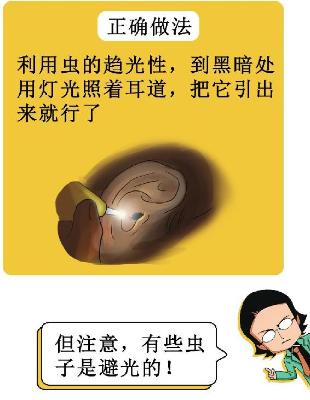 正确做法
利用虫的趋光性，到黑暗处
用灯光照着耳道，把它引出
来就行了
但注意，有些虫
子是避光的！